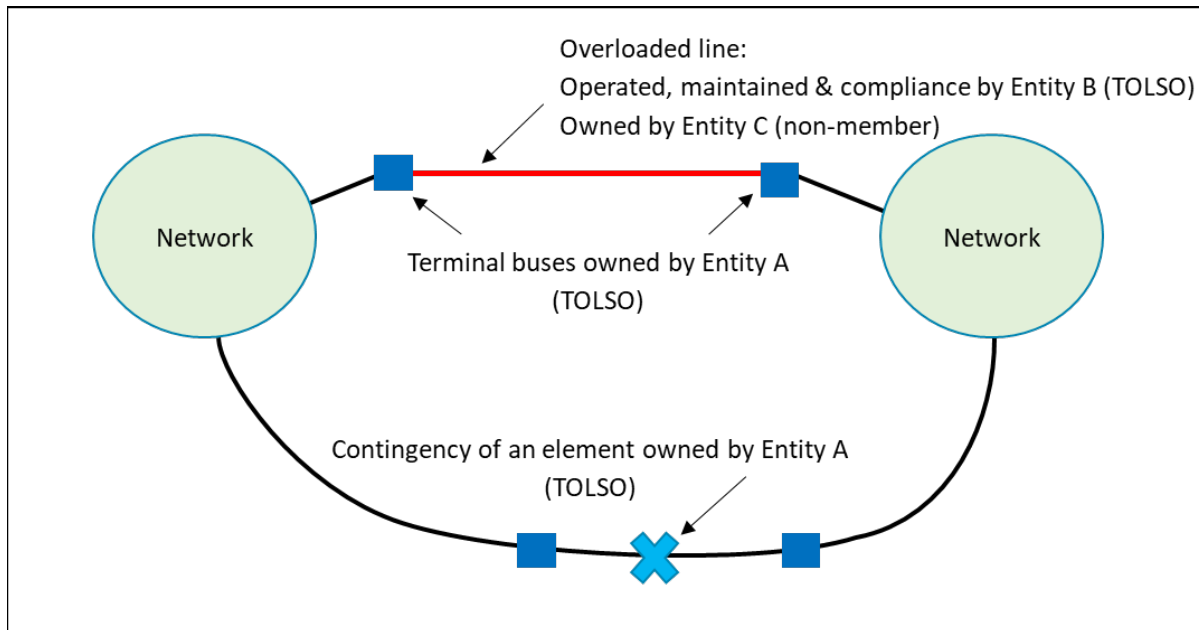 Overloaded line:
Operated, maintained & compliance by Entity B (TOLSO)
Owned by Entity C (non-member)
Network
Network
Terminal buses owned by Entity A
(TOLSO)
Contingency of an element owned by Entity A
(TOLSO)